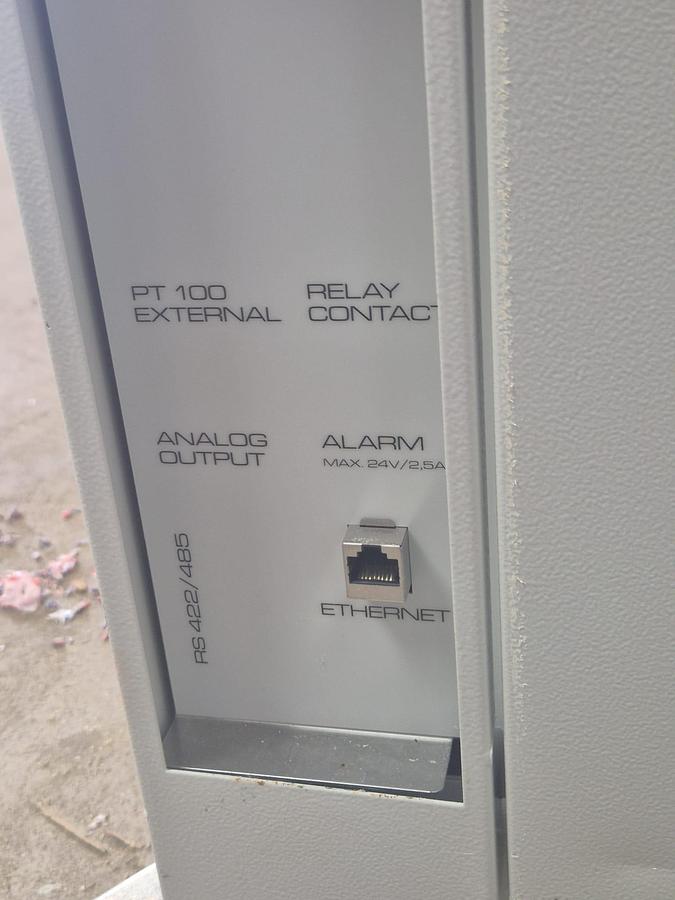 PT 100
EXTERNAL
RELAY
CONTACT
ANALOG
OUTPUT
ALARM
MAX. 24V/2,5A
RS 422/485
ETHERNET